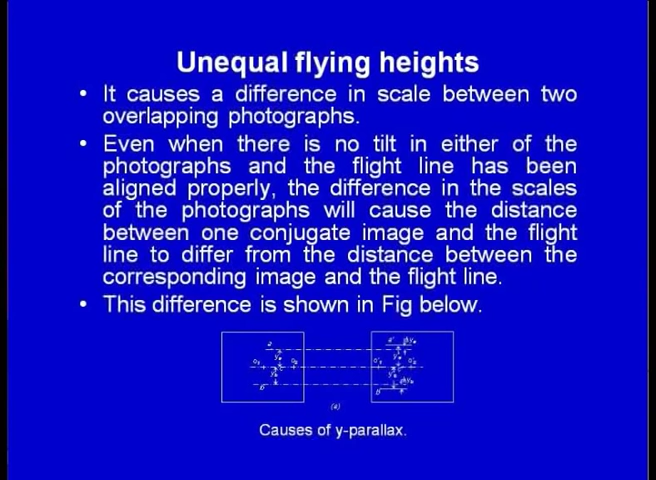 Unequal flying heights
• It causes a difference in scale between two
overlapping photographs.
• Even when there is no tilt in either of the
photographs and the flight line has been
aligned properly, the difference in the scales
of the photographs will cause the distance
between one conjugate image and the flight
line to differ from the distance between the
corresponding image and the flight line.
• This difference is shown in Fig below.
(a)
Causes of y-parallax.